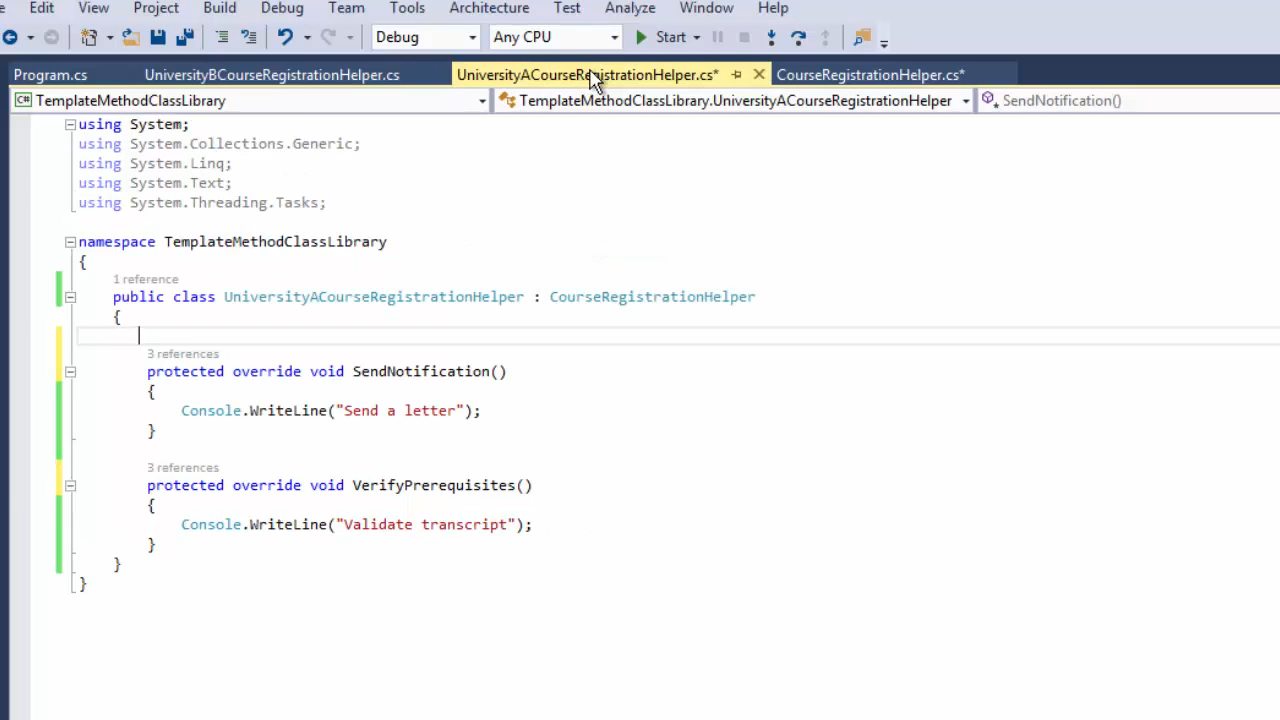 Edit View Project Build Debug Team Tools Architecture Test Analyze Window Help
Debug Any CPU Start
Program.cs UniversityBCourseRegistrationHelper.cs UniversityACourseRegistrationHelper.cs* CourseRegistrationHelper.cs*
C# TemplateMethodClassLibrary TemplateMethodClassLibrary.UniversityACourseRegistrationHelper SendNotification()
using System;
using System.Collections.Generic;
using System.Linq;
using System.Text;
using System.Threading.Tasks;
namespace TemplateMethodClassLibrary
{
1 reference
public class UniversityACourseRegistrationHelper : CourseRegistrationHelper
{
3 references
protected override void SendNotification()
{
Console.WriteLine("Send a letter");
}
3 references
protected override void VerifyPrerequisites()
{
Console.WriteLine("Validate transcript");
}
}
}